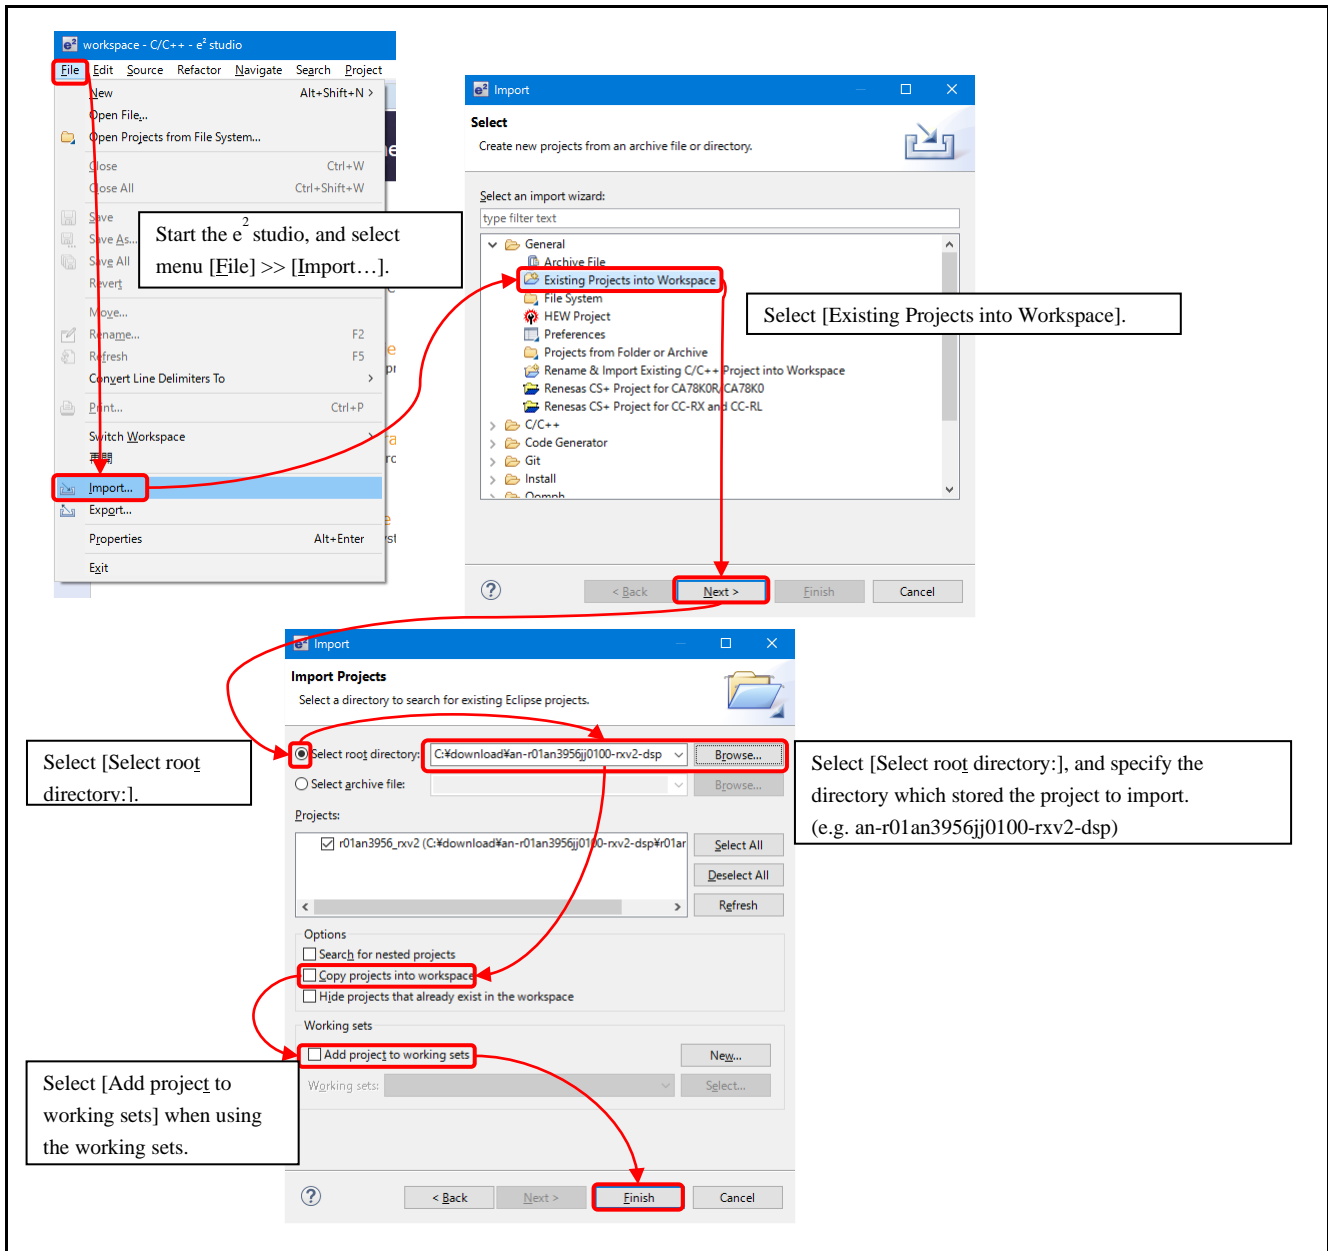 workspace - C/C++ - e² studio
File Edit Source Refactor Navigate Search Project
New Alt+Shift+N >
Open File...
Open Projects from File System...
Close Ctrl+W
Close All Ctrl+Shift+W
Save
Save As...
Save All
Revert
Move...
Rename... F2
Refresh F5
Convert Line Delimiters To >
Print... Ctrl+P
Switch Workspace >
再開
Import...
Export...
Properties Alt+Enter
Exit
Start the e² studio, and select
menu [File] >> [Import…].
e² Import
Select
Create new projects from an archive file or directory.
Select an import wizard:
type filter text
General
Archive File
Existing Projects into Workspace
File System
HEW Project
Preferences
Projects from Folder or Archive
Rename & Import Existing C/C++ Project into Workspace
Renesas CS+ Project for CA78K0R/CA78K0
Renesas CS+ Project for CC-RX and CC-RL
> C/C++
> Code Generator
> Git
> Install
> Oomph
? < Back Next > Finish Cancel
Select [Existing Projects into Workspace].
e² Import
Import Projects
Select a directory to search for existing Eclipse projects.
Select root directory: C:¥download¥an-r01an3956jj0100-rxv2-dsp Browse...
Select archive file: Browse...
Projects:
r01an3956_rxv2 (C:¥download¥an-r01an3956jj0100-rxv2-dsp¥r01ar
Select All
Deselect All
Refresh
Options
Search for nested projects
Copy projects into workspace
Hide projects that already exist in the workspace
Working sets
Add project to working sets New...
Working sets: Select...
? < Back Next > Finish Cancel
Select [Select root
directory:].
Select [Select root directory:], and specify the
directory which stored the project to import.
(e.g. an-r01an3956jj0100-rxv2-dsp)
Select [Add project to
working sets] when using
the working sets.